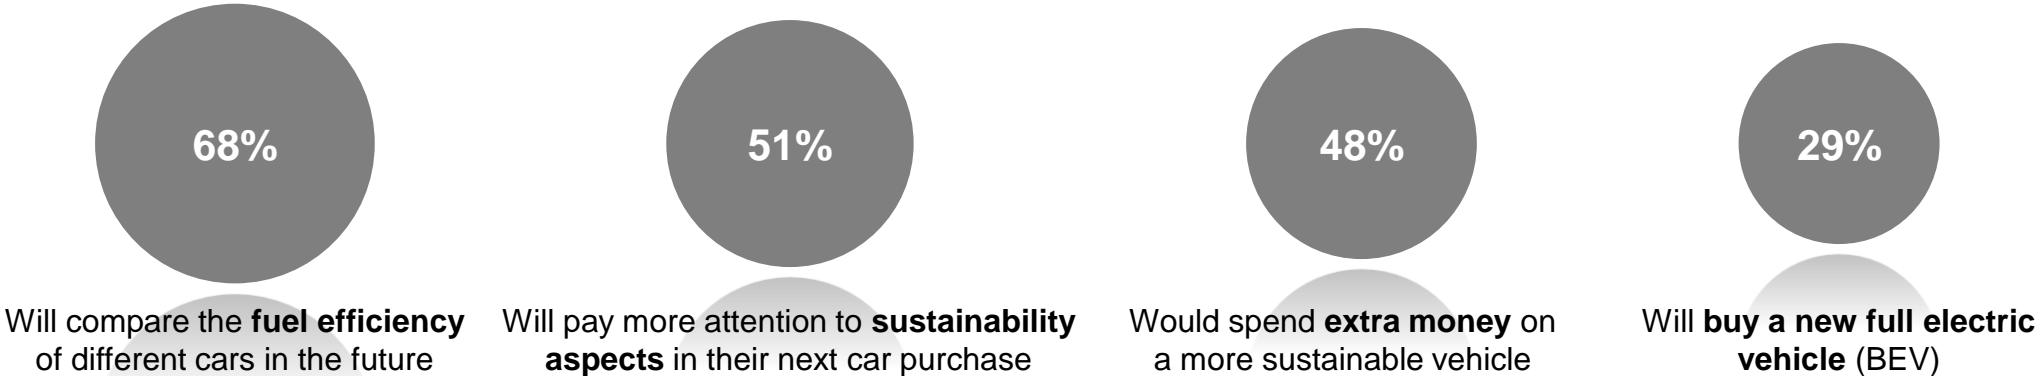 68%
51%
48%
29%
Will compare the fuel efficiency
of different cars in the future
Will pay more attention to sustainability
aspects in their next car purchase
Would spend extra money on
a more sustainable vehicle
Will buy a new full electric
vehicle (BEV)